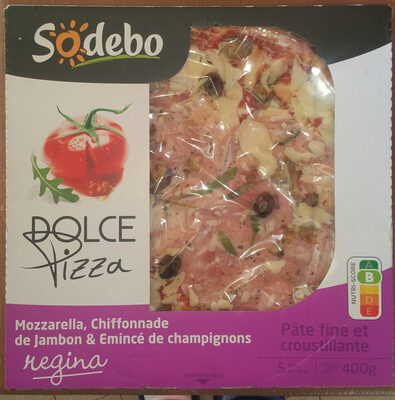 Sodebo
DOLCE
Pizza
NUTRI-SCORE
A B C D E
Mozzarella, Chiffonnade
de Jambon & Emincé de champignons
regina
Pâte fine et
croustillante
400g